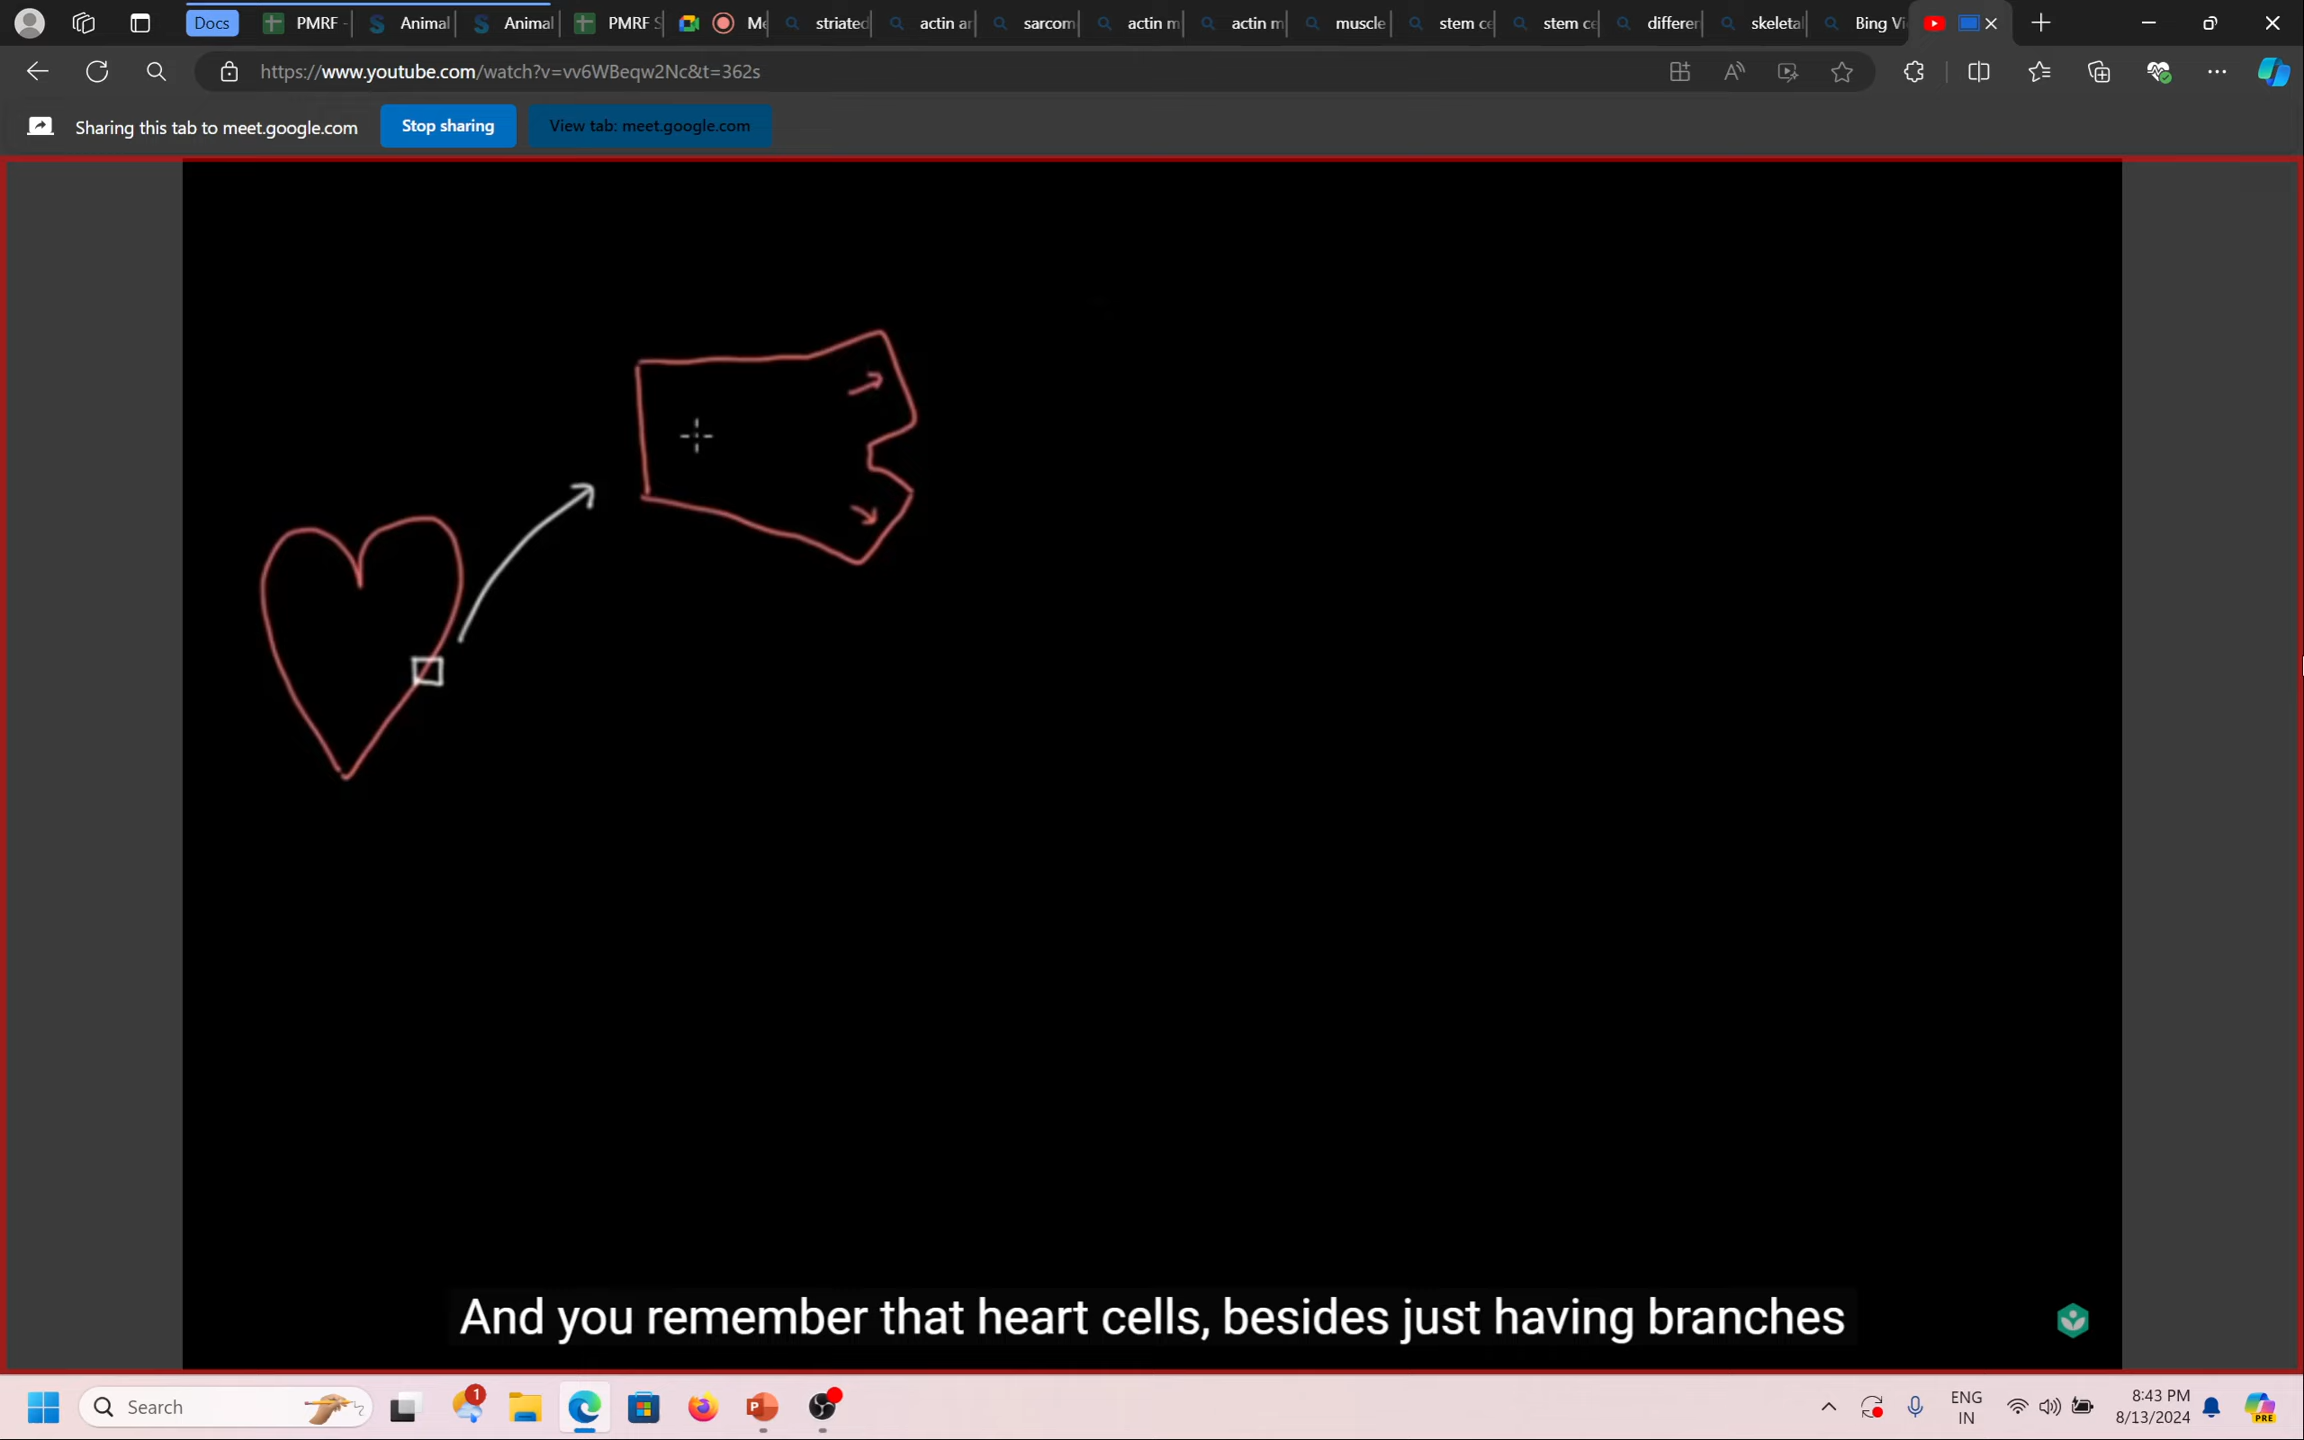 Docs PMRF - Animal Animal PMRF S Me striated actin ar sarcom actin m actin m muscle stem ce stem ce differer skeletal Bing Vi
https://www.youtube.com/watch?v=vv6WBeqw2Nc&t=362s
Sharing this tab to meet.google.com Stop sharing View tab: meet.google.com
And you remember that heart cells, besides just having branches
Search 1 ENG 8:43 PM
IN 8/13/2024
PRE